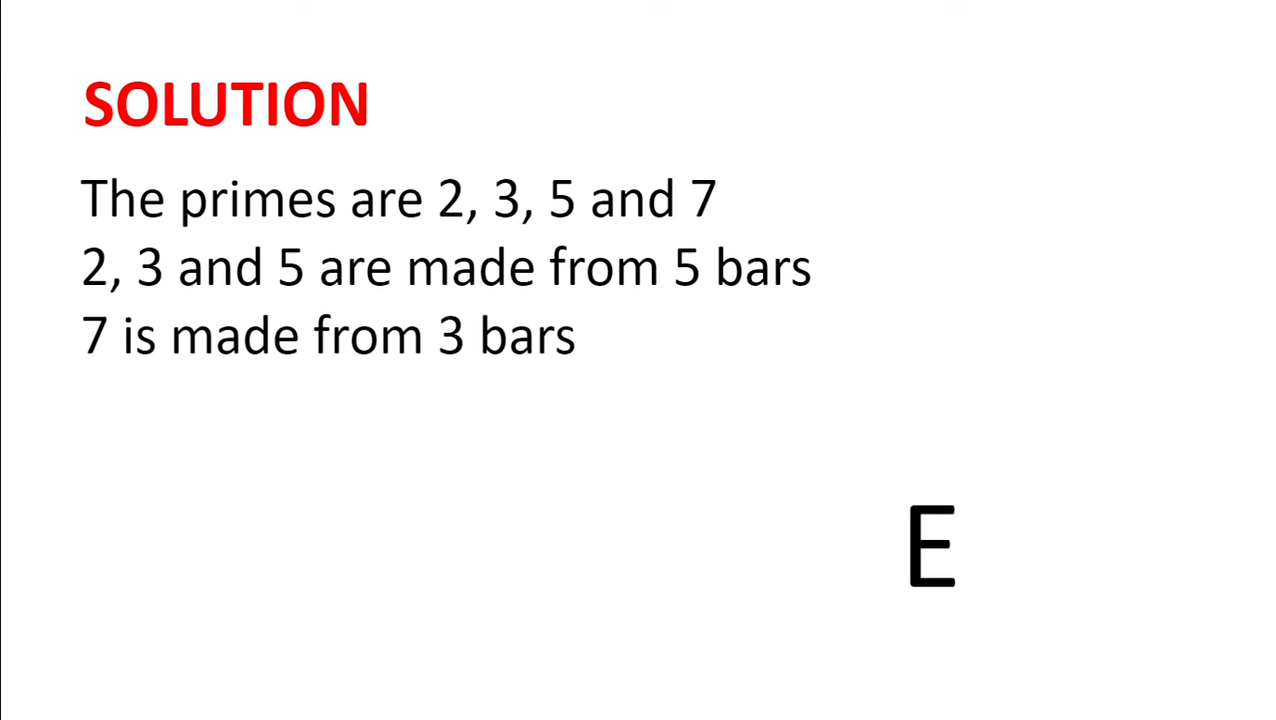 SOLUTION
The primes are 2, 3, 5 and 7
2, 3 and 5 are made from 5 bars
7 is made from 3 bars
E